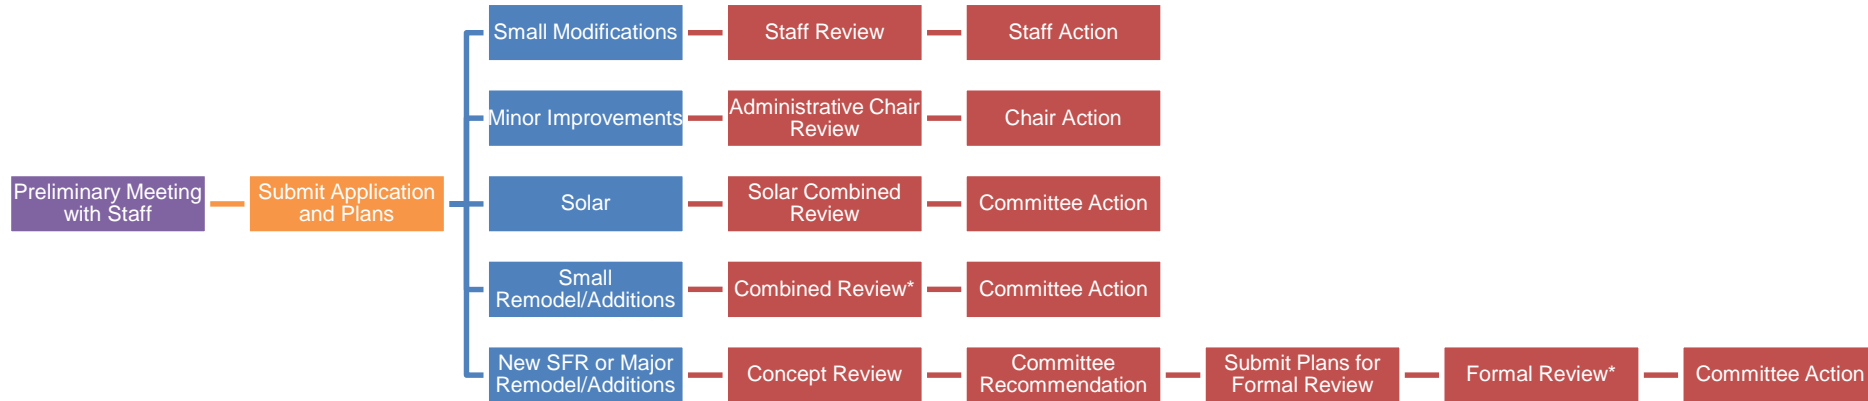 Small Modifications
Staff Review
Staff Action
Minor Improvements
Administrative Chair
Review
Chair Action
Preliminary Meeting
with Staff
Submit Application
and Plans
Solar
Solar Combined
Review
Committee Action
Small
Remodel/Additions
Combined Review*
Committee Action
New SFR or Major
Remodel/Additions
Concept Review
Committee
Recommendation
Submit Plans for
Formal Review
Formal Review*
Committee Action